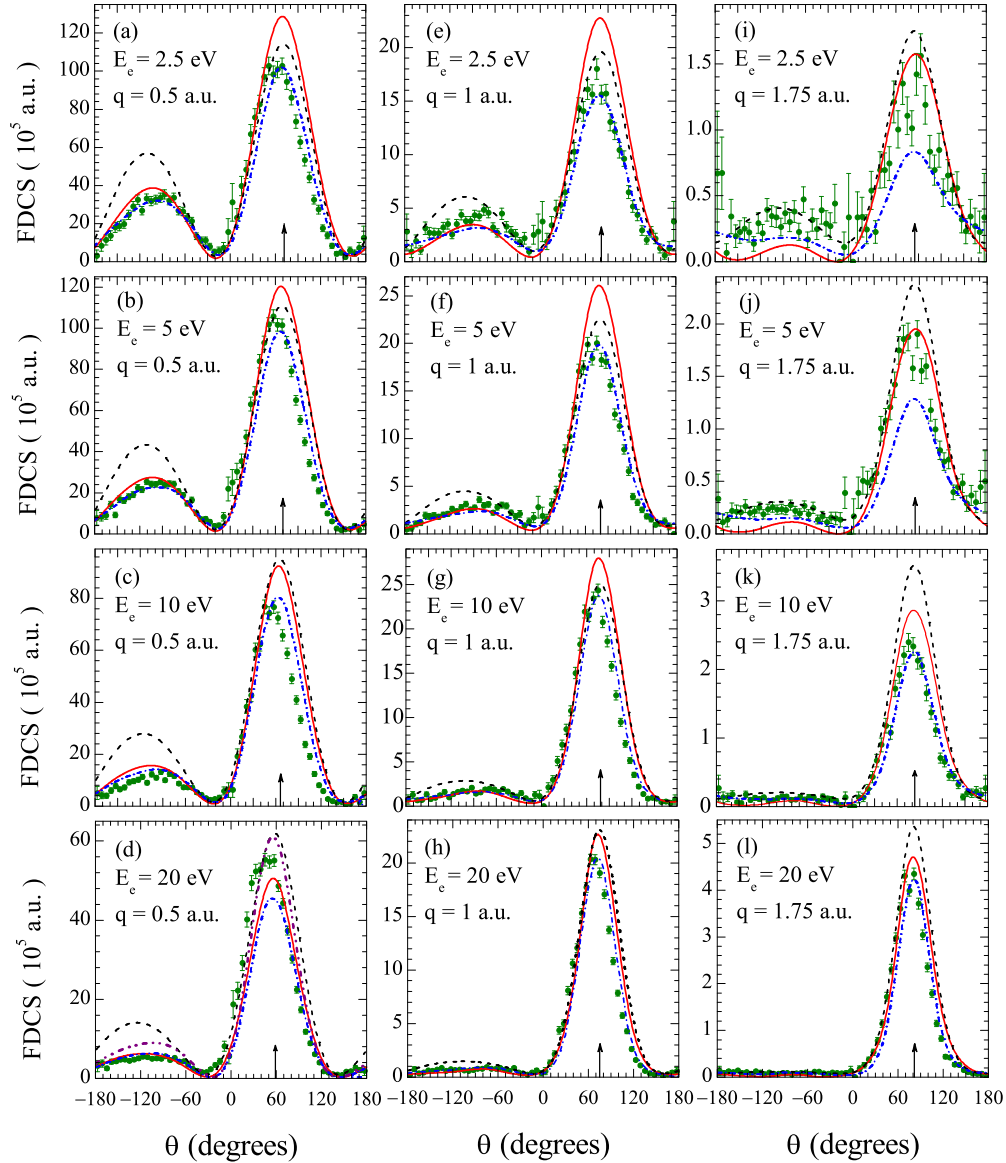 (a)
E_e = 2.5 eV
q = 0.5 a.u.
FDCS ( 10^5 a.u.)
0
20
40
60
80
100
120
(e)
E_e = 2.5 eV
q = 1 a.u.
0
5
10
15
20
(i)
E_e = 2.5 eV
q = 1.75 a.u.
0.0
0.5
1.0
1.5
(b)
E_e = 5 eV
q = 0.5 a.u.
FDCS ( 10^5 a.u.)
0
20
40
60
80
100
120
(f)
E_e = 5 eV
q = 1 a.u.
0
5
10
15
20
25
(j)
E_e = 5 eV
q = 1.75 a.u.
0.0
0.5
1.0
1.5
2.0
(c)
E_e = 10 eV
q = 0.5 a.u.
FDCS ( 10^5 a.u.)
0
20
40
60
80
(g)
E_e = 10 eV
q = 1 a.u.
0
5
10
15
20
25
(k)
E_e = 10 eV
q = 1.75 a.u.
0
1
2
3
(d)
E_e = 20 eV
q = 0.5 a.u.
FDCS ( 10^5 a.u.)
0
20
40
60
(h)
E_e = 20 eV
q = 1 a.u.
0
5
10
15
20
(l)
E_e = 20 eV
q = 1.75 a.u.
0
1
2
3
4
5
−180 −120 −60 0 60 120 180
−120 −60 0 60 120 180
−180 −120 −60 0 60 120 180
θ (degrees)
θ (degrees)
θ (degrees)